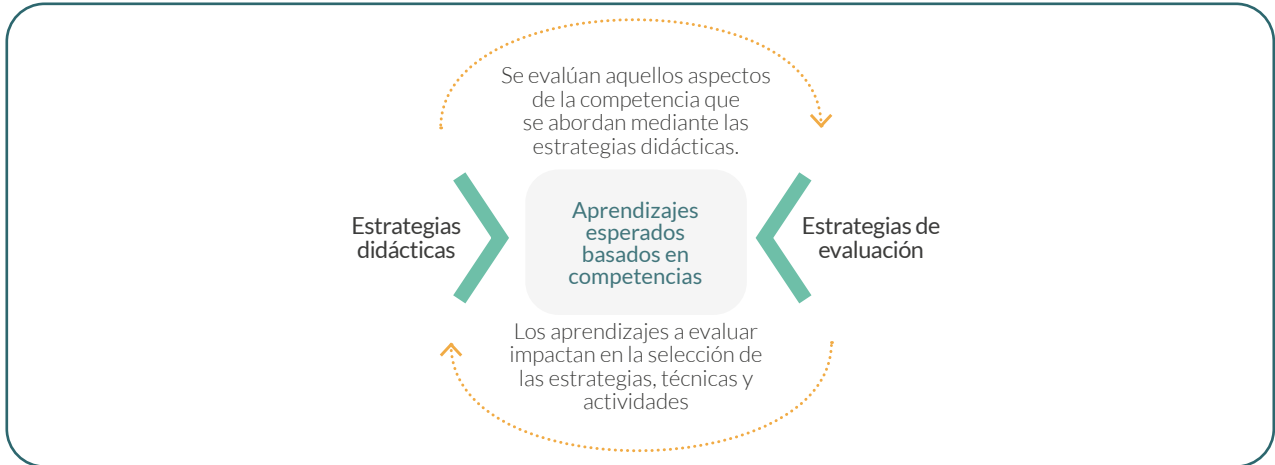 Se evalúan aquellos aspectos
de la competencia que
se abordan mediante las
estrategias didácticas.
Estrategias
didácticas
Aprendizajes
esperados
basados en
competencias
Estrategias de
evaluación
Los aprendizajes a evaluar
impactan en la selección de
las estrategias, técnicas y
actividades